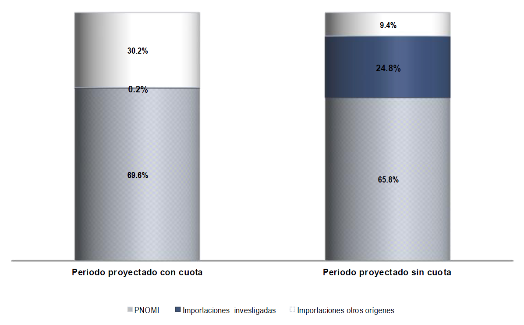 30.2%
9.4%
24.8%
0.2%
69.6%
65.8%
Periodo proyectado con cuota
Periodo proyectado sin cuota
PNOMI
Importaciones investigadas
Importaciones otros orígenes